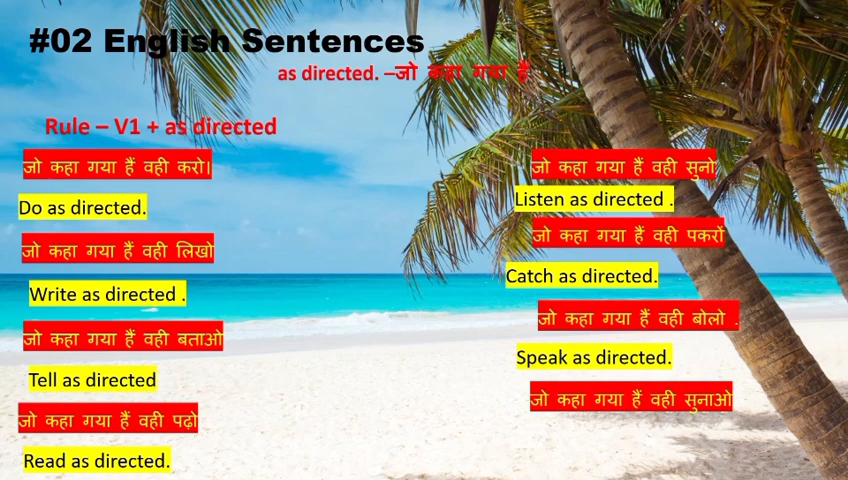 #02 English Sentences
as directed. –जो कहा गया हैं
Rule – V1 + as directed
जो कहा गया हैं वही करो।
Do as directed.
जो कहा गया हैं वही लिखो
Write as directed .
जो कहा गया हैं वही बताओ
Tell as directed
जो कहा गया हैं वही पढ़ो
Read as directed.
जो कहा गया हैं वही सुनो
Listen as directed .
जो कहा गया हैं वही पकरों
Catch as directed.
जो कहा गया हैं वही बोलो .
Speak as directed.
जो कहा गया हैं वही सुनाओ